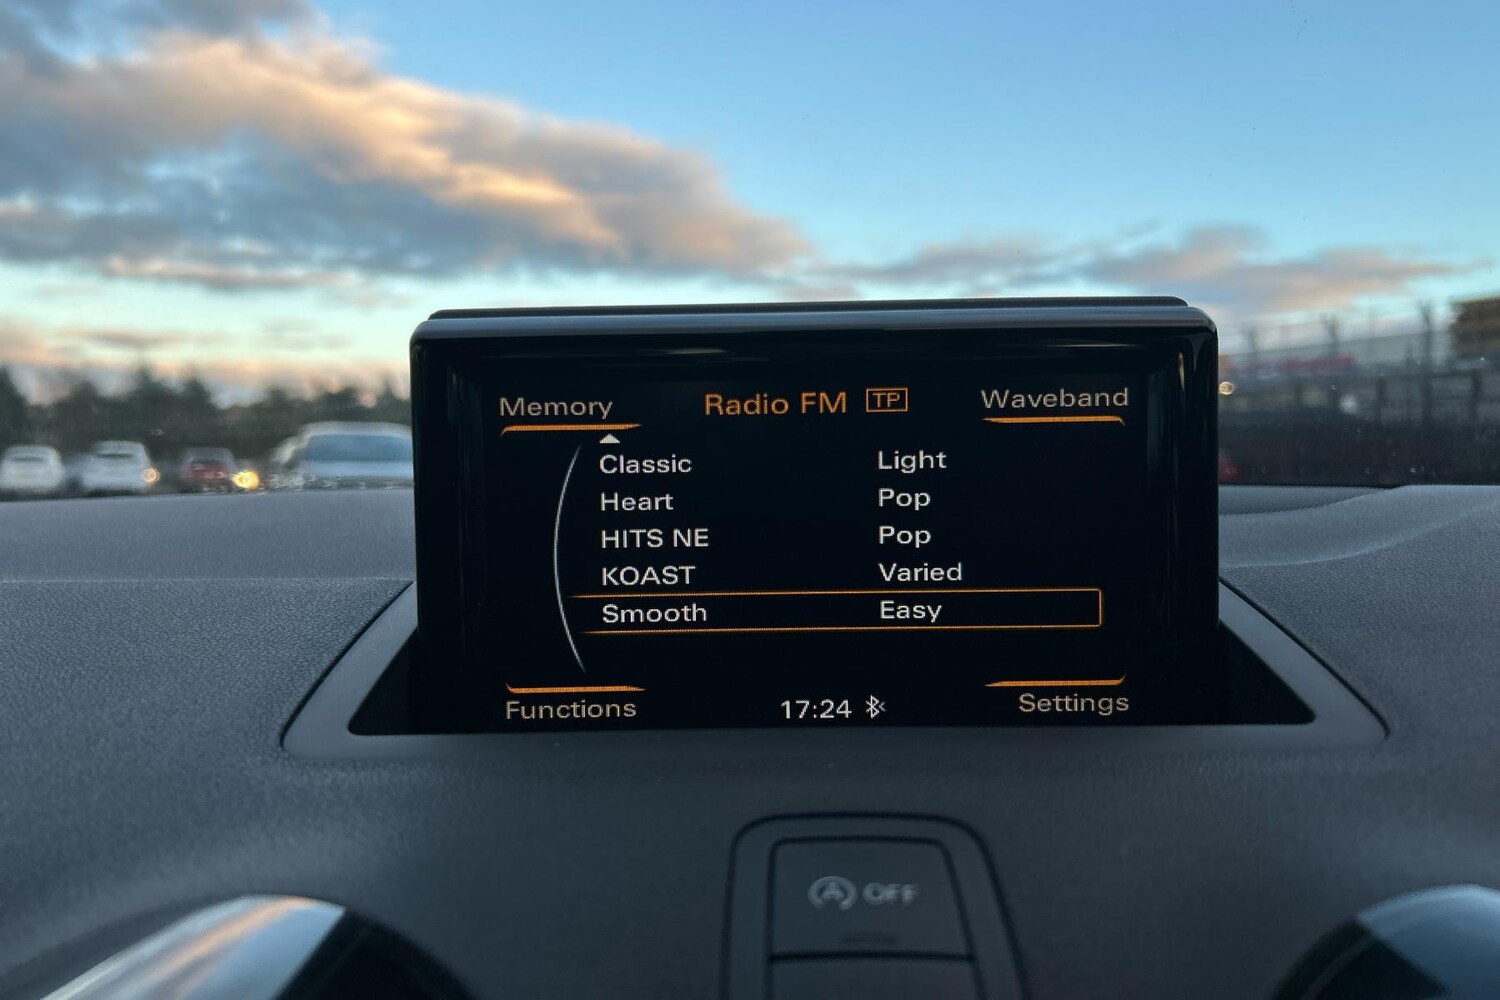 Memory Radio FM TP Waveband
Classic Light
Heart Pop
HITS NE Pop
KOAST Varied
Smooth Easy
Functions 17:24 Settings
A OFF